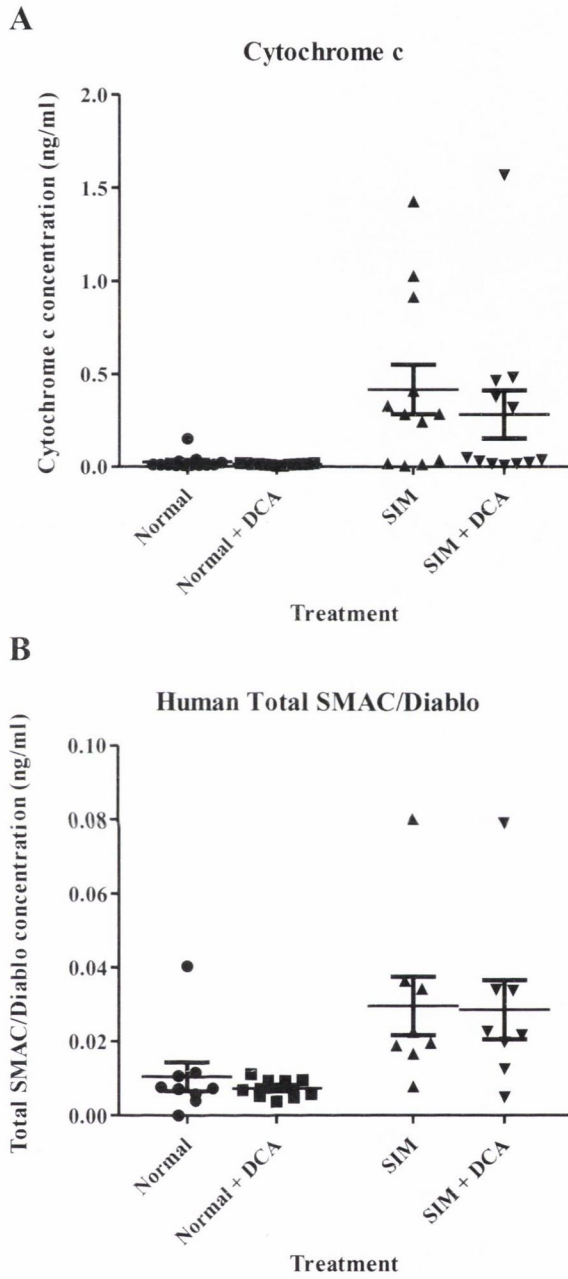 A
Cytochrome c
Cytochrome c concentration (ng/ml)
2.0
1.5
1.0
0.5
0.0
Normal
Normal + DCA
SIM
SIM + DCA
Treatment
B
Human Total SMAC/Diablo
Total SMAC/Diablo concentration (ng/ml)
0.10
0.08
0.06
0.04
0.02
0.00
Normal
Normal + DCA
SIM
SIM + DCA
Treatment